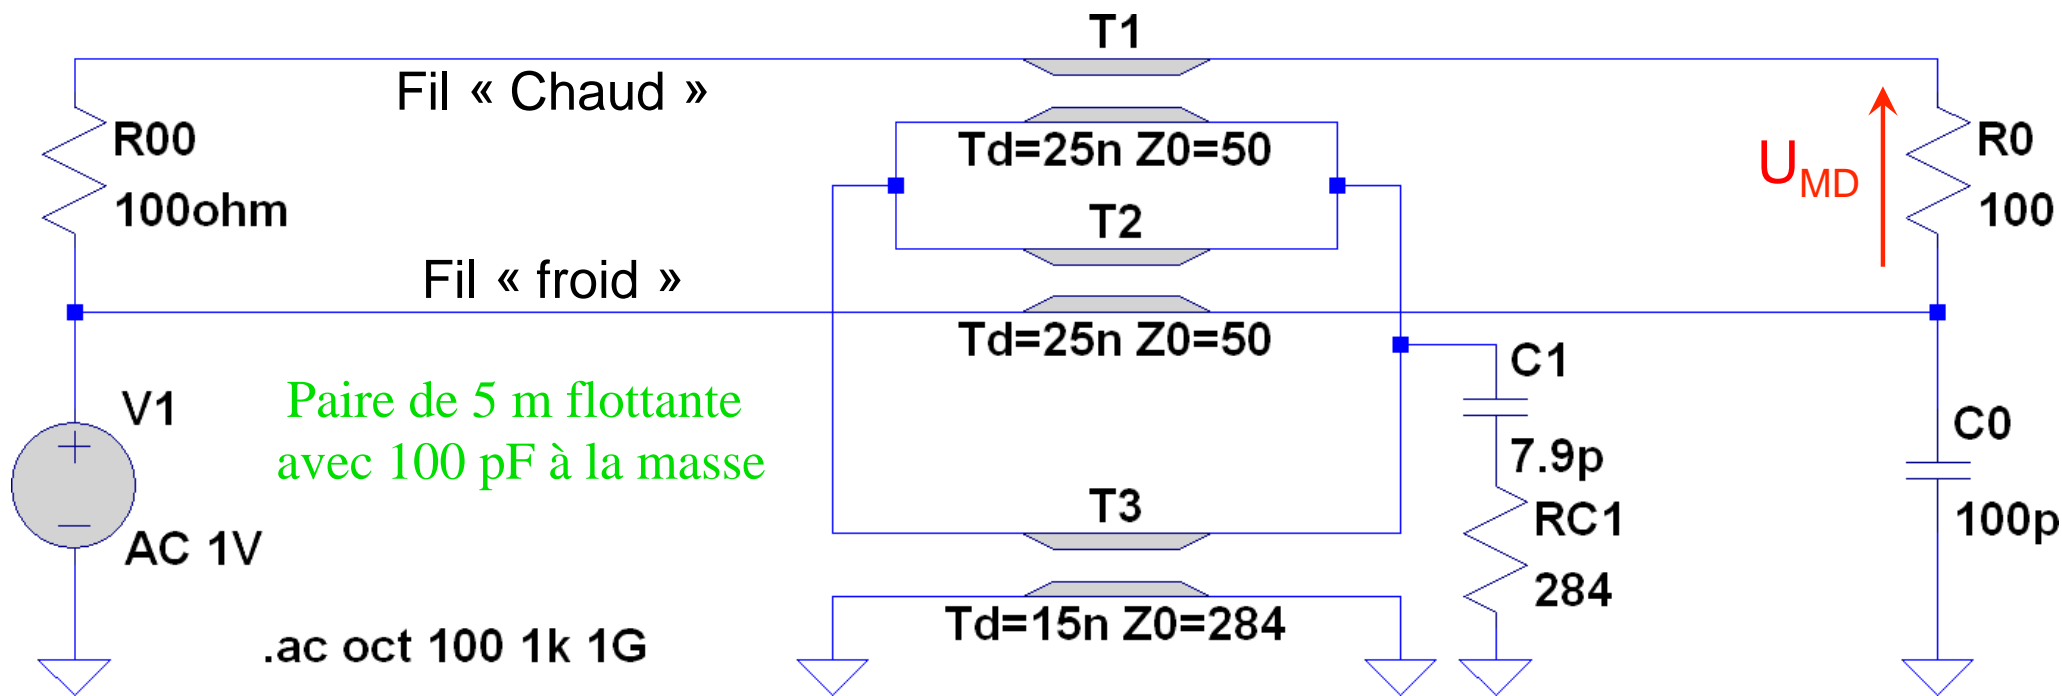 T1
Fil « Chaud »
R00
100ohm
Td=25n Z0=50
U_MD
R0
100
T2
Fil « froid »
Td=25n Z0=50
V1
AC 1V
Paire de 5 m flottante
avec 100 pF à la masse
C1
7.9p
RC1
284
C0
100p
T3
Td=15n Z0=284
.ac oct 100 1k 1G